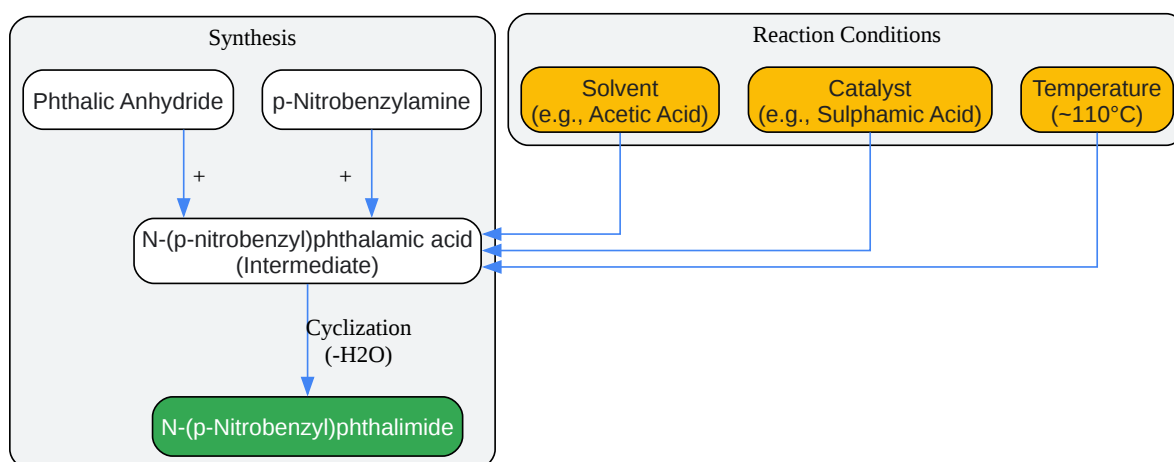 Synthesis
Phthalic Anhydride
p-Nitrobenzylamine
+
+
N-(p-nitrobenzyl)phthalamic acid
(Intermediate)
Cyclization
(-H2O)
N-(p-Nitrobenzyl)phthalimide
Reaction Conditions
Solvent
(e.g., Acetic Acid)
Catalyst
(e.g., Sulphamic Acid)
Temperature
(~110°C)